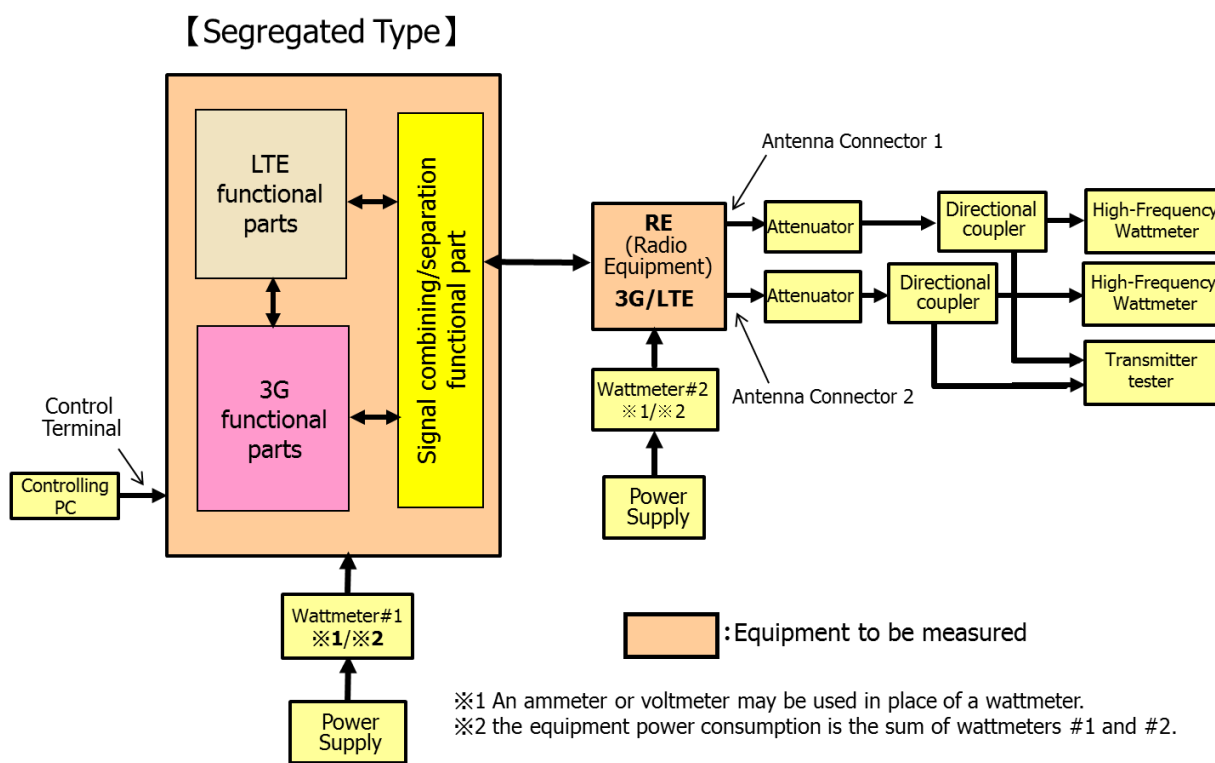 【Segregated Type】
LTE
functional
parts
3G
functional
parts
Signal combining/separation
functional part
Control
Terminal
Controlling
PC
Wattmeter#1
※1/※2
Power
Supply
RE
(Radio
Equipment)
3G/LTE
Wattmeter#2
※1/※2
Power
Supply
Antenna Connector 1
Antenna Connector 2
Attenuator
Directional
coupler
High-Frequency
Wattmeter
Attenuator
Directional
coupler
High-Frequency
Wattmeter
Transmitter
tester
:Equipment to be measured
※1 An ammeter or voltmeter may be used in place of a wattmeter.
※2 the equipment power consumption is the sum of wattmeters #1 and #2.